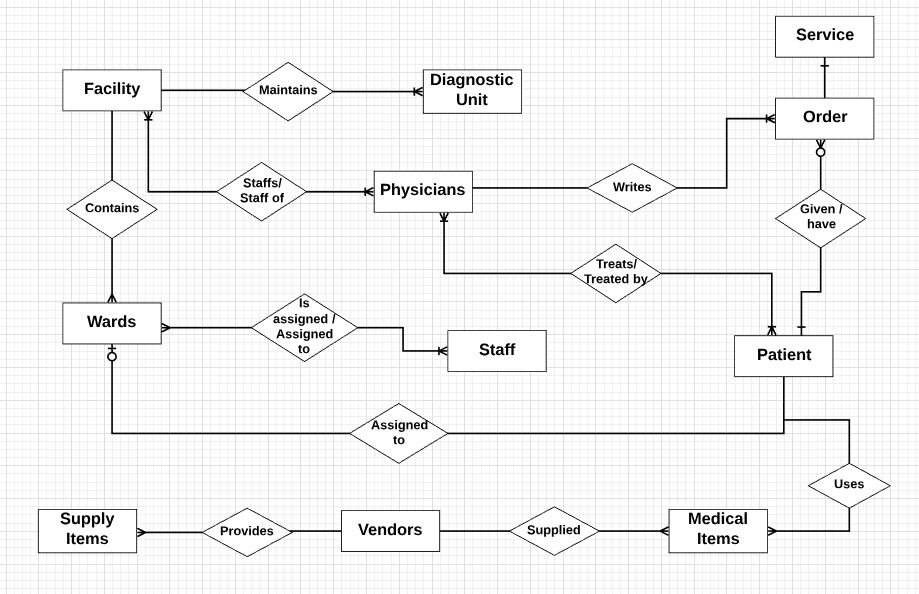 Service
Facility
Maintains
Diagnostic
Unit
Order
Staffs/
Staff of
Physicians
Writes
Contains
Given /
have
Treats/
Treated by
Wards
Is
assigned /
Assigned
to
Staff
Patient
Assigned
to
Uses
Supply
Items
Provides
Vendors
Supplied
Medical
Items